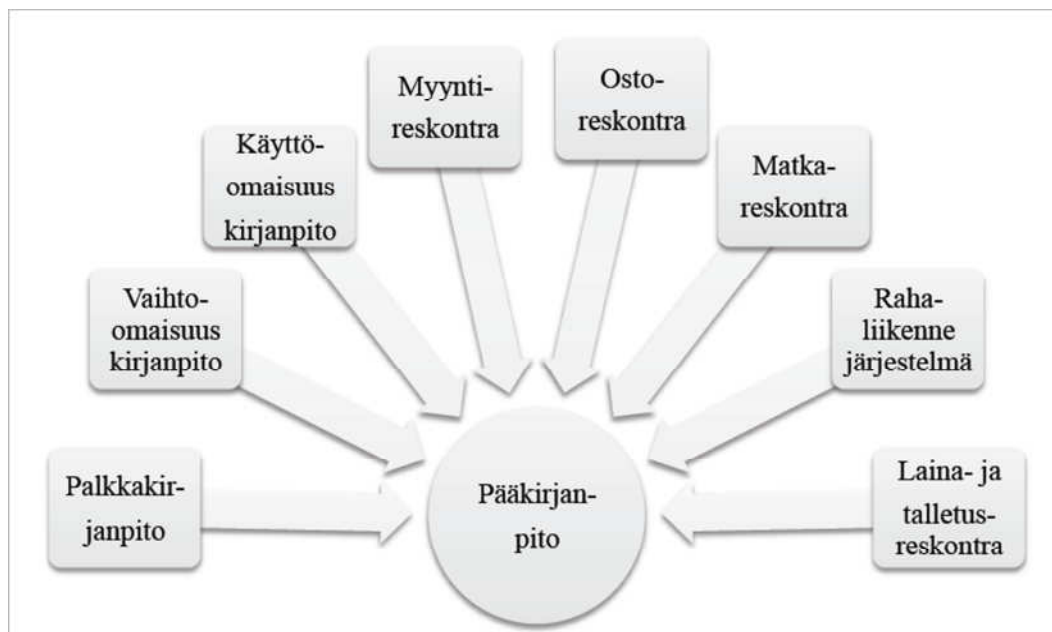 Myynti-
reskontra
Osto-
reskontra
Käyttö-
omaisuus
kirjanpito
Matka-
reskontra
Vaihto-
omaisuus
kirjanpito
Raha-
liikenne
järjestelmä
Palkkakir-
janpito
Pääkirjan-
pito
Laina- ja
talletus-
reskontra